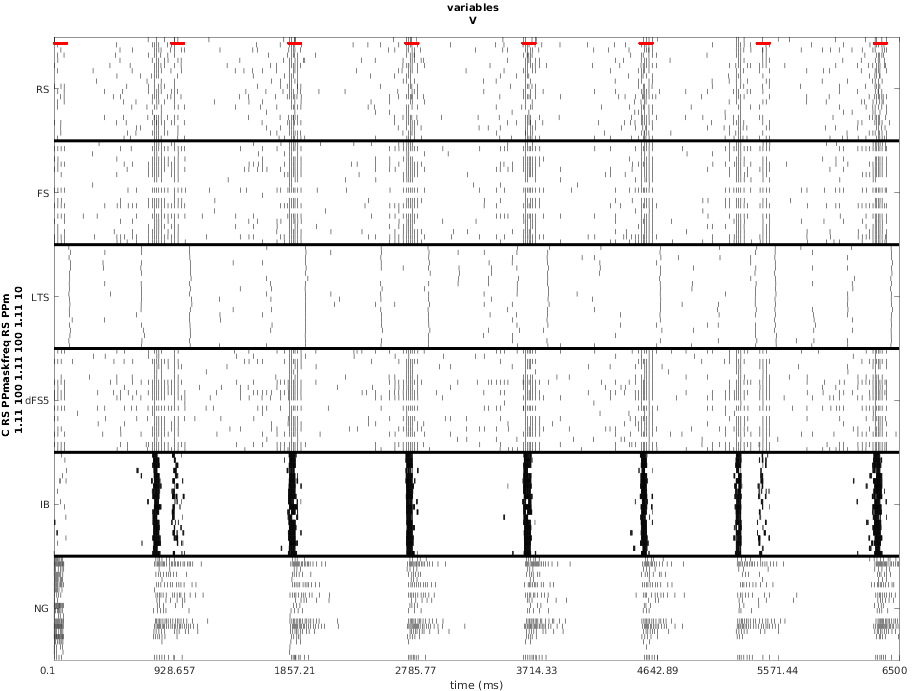 variables
V
C RS PPmaskfreq RS PPm
1.11 100 1.11 100 1.11 10
RS
FS
LTS
dFS5
IB
NG
0.1 928.657 1857.21 2785.77 3714.33 4642.89 5571.44 6500
time (ms)